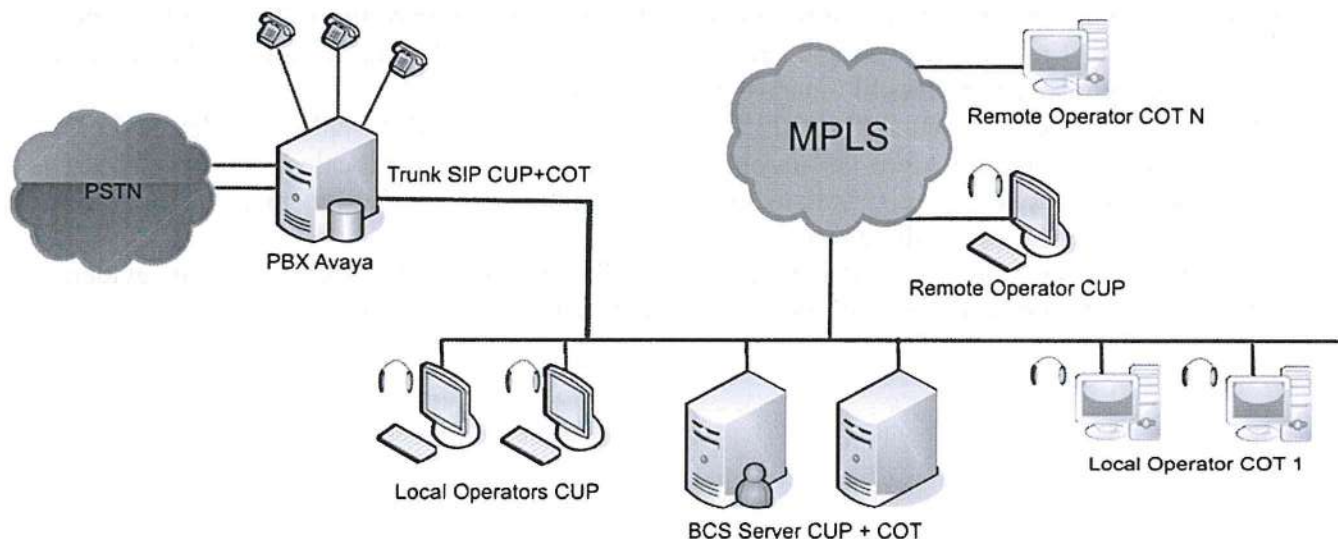 MPLS
Remote Operator COT N
Trunk SIP CUP+COT
PSTN
PBX Avaya
Remote Operator CUP
Local Operators CUP
Local Operator COT 1
BCS Server CUP + COT